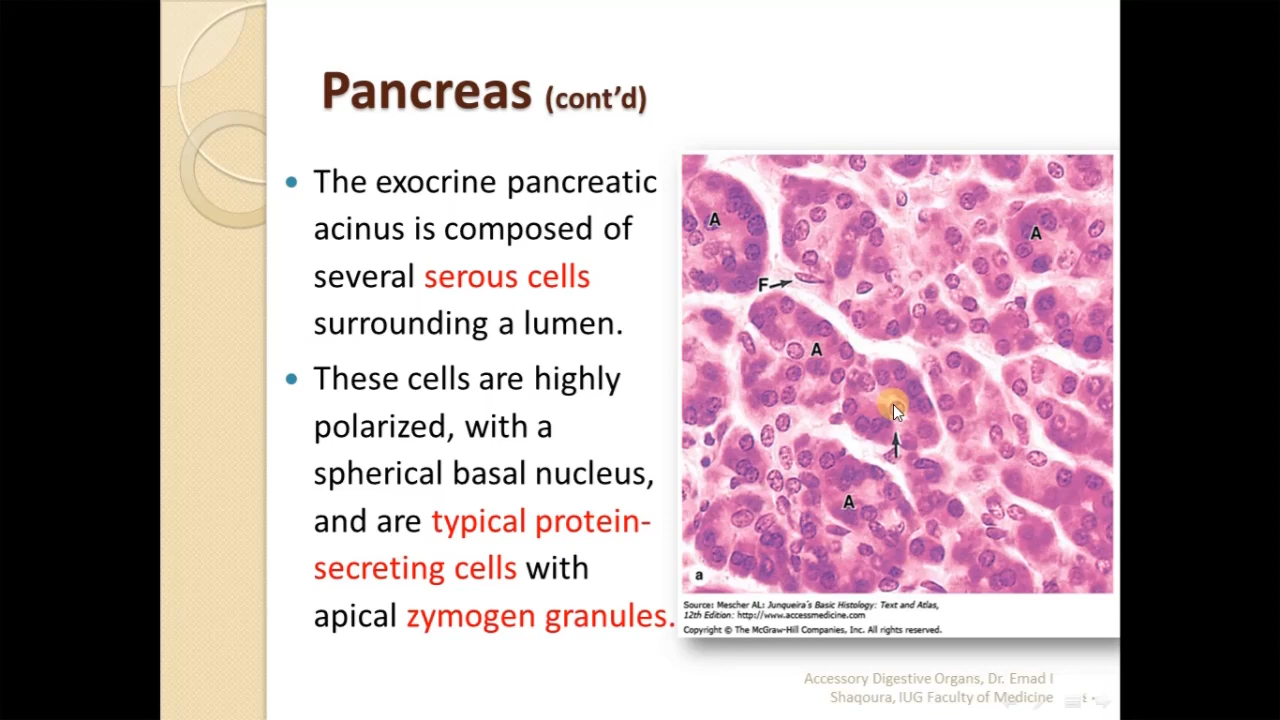 Pancreas (cont’d)
• The exocrine pancreatic
acinus is composed of
several serous cells
surrounding a lumen.
• These cells are highly
polarized, with a
spherical basal nucleus,
and are typical protein-
secreting cells with
apical zymogen granules.
A
A
F
A
A
a
Source: Mescher AL: Junqueira's Basic Histology: Text and Atlas,
12th Edition: http://www.accessmedicine.com
Copyright © The McGraw-Hill Companies, Inc. All rights reserved.
Accessory Digestive Organs, Dr. Emad I
Shaqoura, IUG Faculty of Medicine